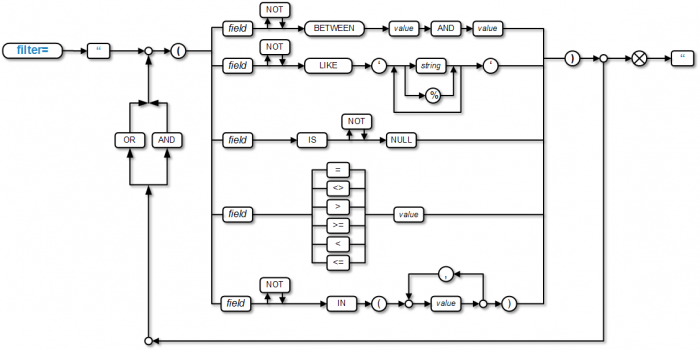 NOT
filter= “ ( field BETWEEN value AND value
NOT
field LIKE ‘ string ‘ ) “
%
OR AND
NOT
field IS NULL
=
<>
>
field >= value
<
<=
NOT
,
field IN ( value )